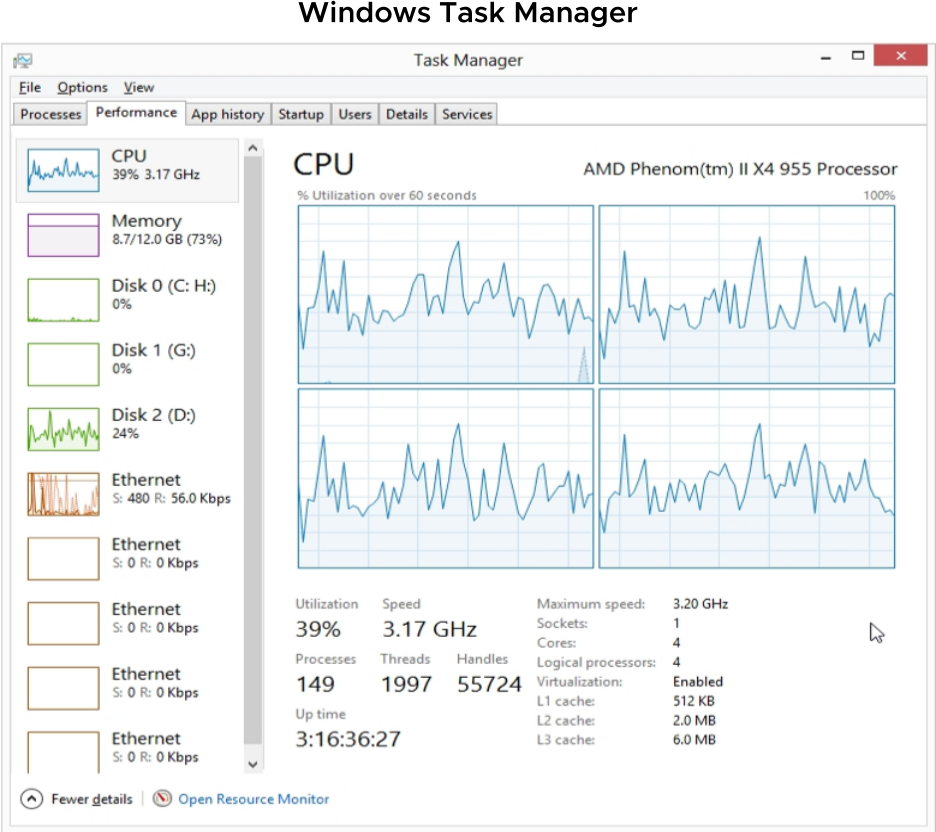 Windows Task Manager
Task Manager
File Options View
Processes Performance App history Startup Users Details Services
CPU
39% 3.17 GHz
Memory
8.7/12.0 GB (73%)
Disk 0 (C: H:)
0%
Disk 1 (G:)
0%
Disk 2 (D:)
24%
Ethernet
S: 480 R: 56.0 Kbps
Ethernet
S: 0 R: 0 Kbps
Ethernet
S: 0 R: 0 Kbps
Ethernet
S: 0 R: 0 Kbps
Ethernet
S: 0 R: 0 Kbps
CPU AMD Phenom(tm) II X4 955 Processor
% Utilization over 60 seconds 100%
Utilization Speed
39% 3.17 GHz
Processes Threads Handles
149 1997 55724
Up time
3:16:36:27
Maximum speed: 3.20 GHz
Sockets: 1
Cores: 4
Logical processors: 4
Virtualization: Enabled
L1 cache: 512 KB
L2 cache: 2.0 MB
L3 cache: 6.0 MB
Fewer details Open Resource Monitor